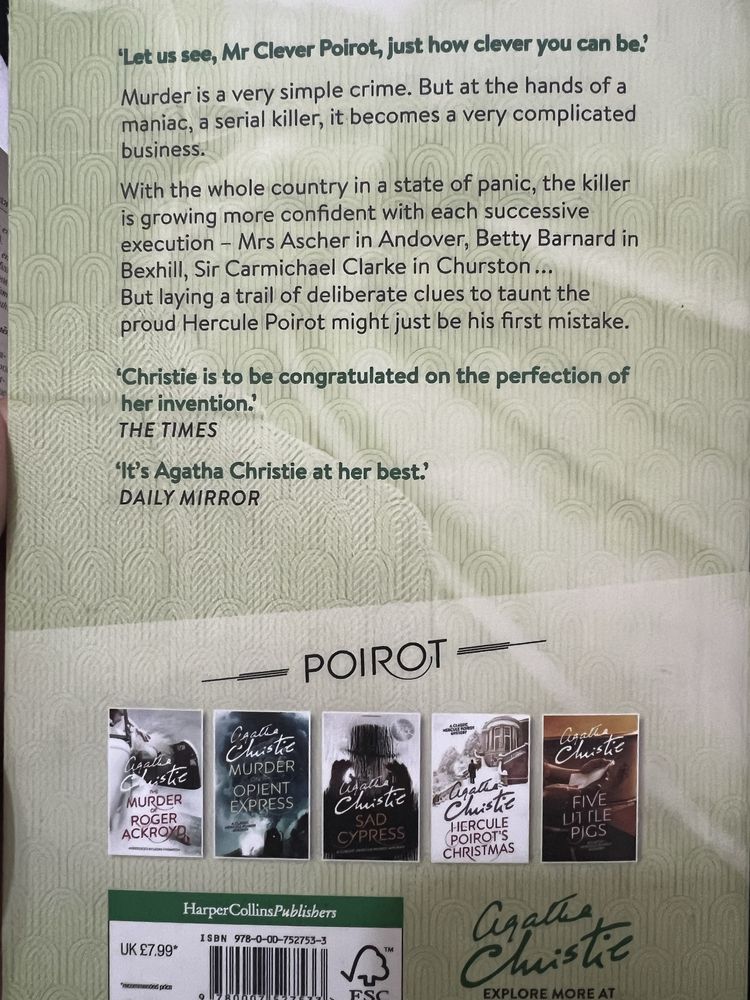 ‘Let us see, Mr Clever Poirot, just how clever you can be.’
Murder is a very simple crime. But at the hands of a
maniac, a serial killer, it becomes a very complicated
business.
With the whole country in a state of panic, the killer
is growing more confident with each successive
execution – Mrs Ascher in Andover, Betty Barnard in
Bexhill, Sir Carmichael Clarke in Churston...
But laying a trail of deliberate clues to taunt the
proud Hercule Poirot might just be his first mistake.
‘Christie is to be congratulated on the perfection of
her invention.’
THE TIMES
‘It’s Agatha Christie at her best.’
DAILY MIRROR
POIROT
Agatha
Christie
THE
MURDER
OF
ROGER
ACKROYD
Agatha
Christie
MURDER
ON THE
ORIENT
EXPRESS
Agatha
Christie
SAD
CYPRESS
A CLASSIC
HERCULE POIROT
MYSTERY
Agatha
Christie
HERCULE
POIROT'S
CHRISTMAS
Agatha
Christie
FIVE
LITTLE
PIGS
HarperCollinsPublishers
UK £7.99*
*recommended price
ISBN 978-0-00-752753-3
FSC
™
Agatha
Christie
EXPLORE MORE AT